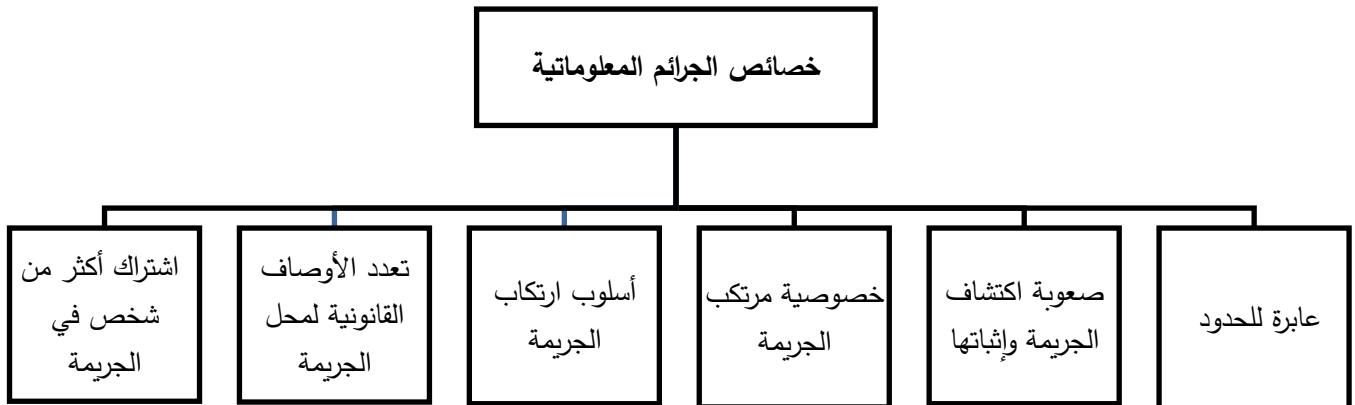 خصائص الجرائم المعلوماتية
عابرة للحدود
صعوبة اكتشاف
الجريمة وإثباتها
خصوصية مرتكب
الجريمة
أسلوب ارتكاب
الجريمة
تعدد الأوصاف
القانونية لمحل
الجريمة
اشتراك أكثر من
شخص في
الجريمة